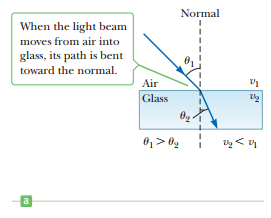 Normal
When the light beam
moves from air into
glass, its path is bent
toward the normal.
θ₁
Air
v₁
Glass
v₂
θ₂
θ₁ > θ₂
v₂ < v₁
a